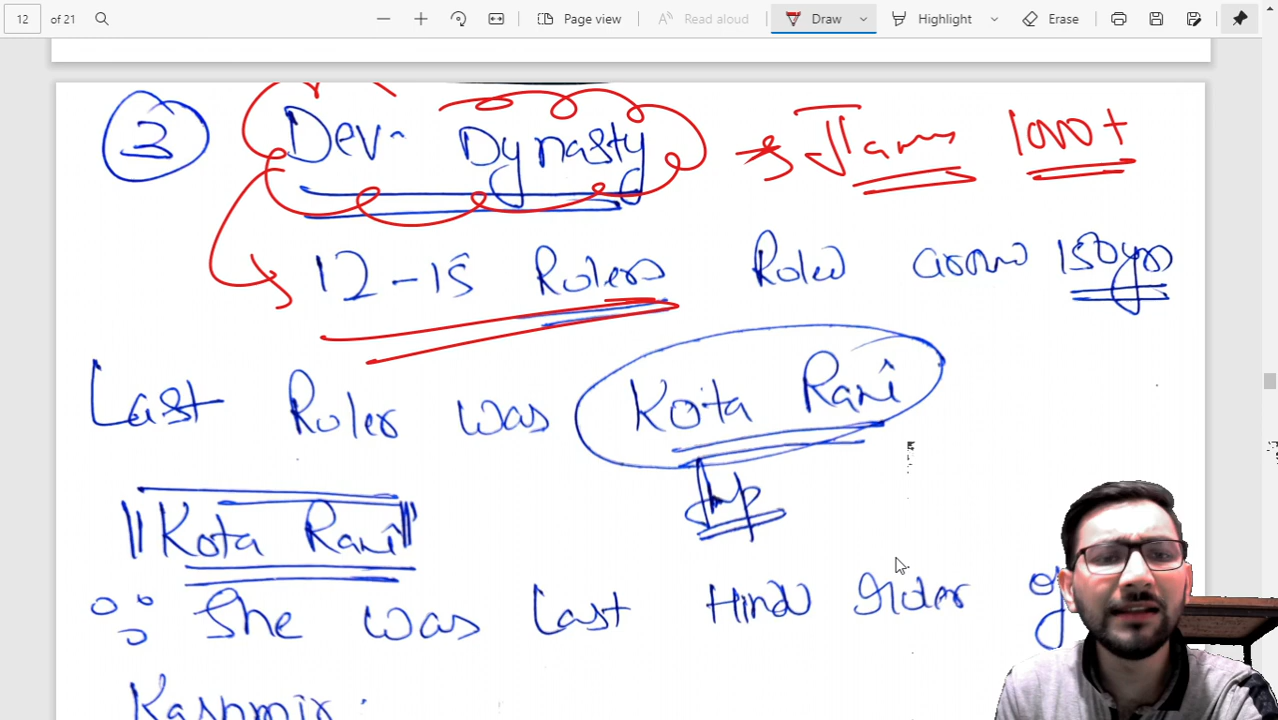 12 of 21 Page view Read aloud Draw Highlight Erase
3 Dev Dynasty → Jammu 1000+
12-15 Rulers Ruled around 150yrs
Last Ruler was Kota Rani
Imp
"Kota Rani"
She was last Hindu ruler of
Kashmir.